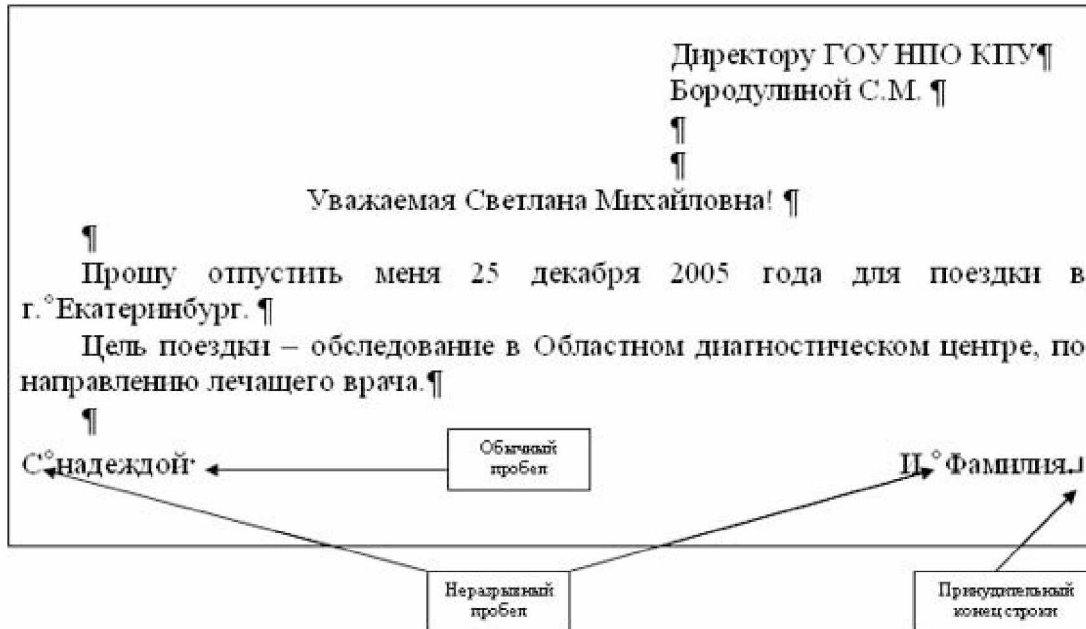 Директору ГОУ НПО КПУ¶
Бородулиной С.М. ¶
¶
¶
Уважаемая Светлана Михайловна! ¶
¶
Прошу отпустить меня 25 декабря 2005 года для поездки в
г.°Екатеринбург. ¶
Цель поездки – обследование в Областном диагностическом центре, по
направлению лечащего врача.¶
¶
С°надеждой· И.°Фамилия.↵
Обычный
пробел
Неразрывный
пробел
Принудительный
конец строки